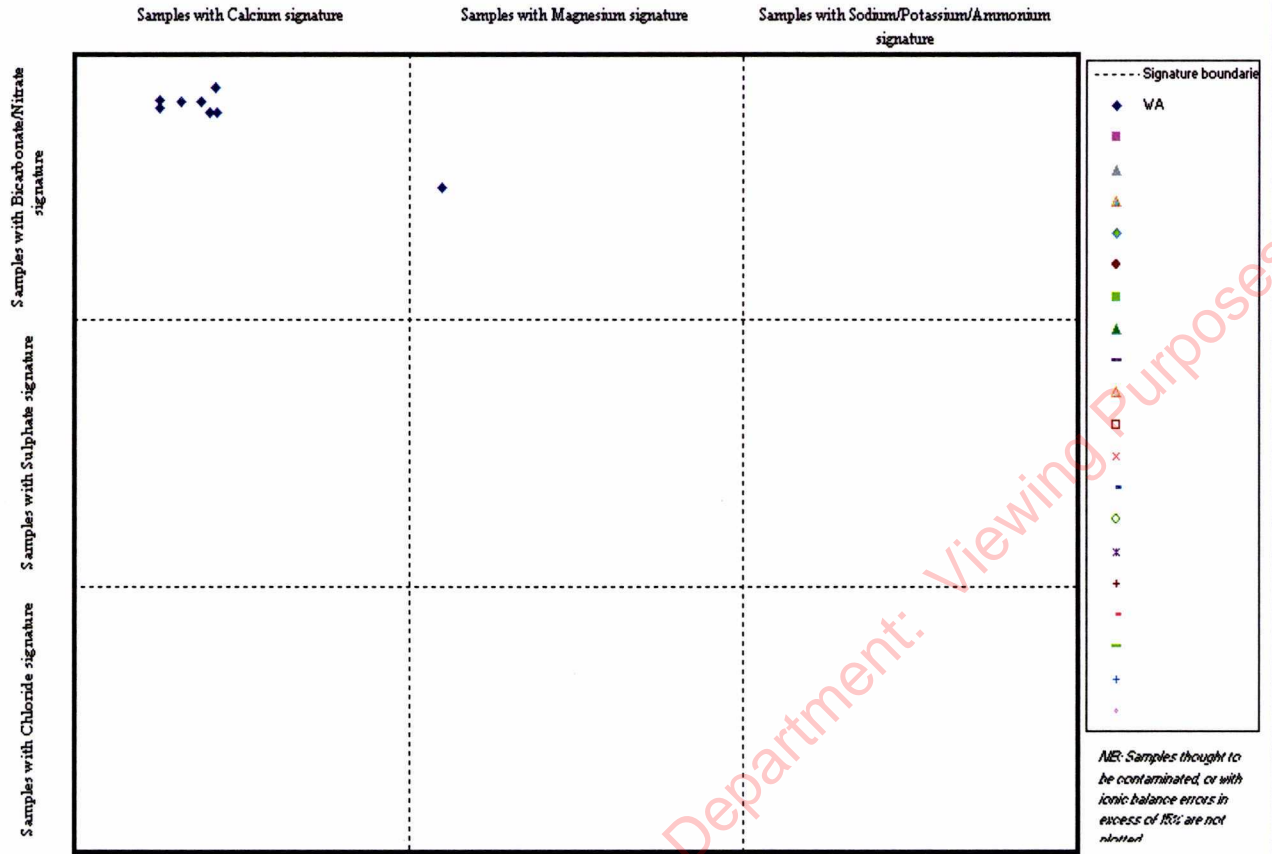 Samples with Calcium signature
Samples with Magnesium signature
Samples with Sodium/Potassium/Ammonium
signature
Samples with Bicarbonate/Nitrate
signature
Samples with Sulphate signature
Samples with Chloride signature
Signature boundarie
WA
NB: Samples thought to
be contaminated, or with
ionic balance errors in
excess of 15% are not
plotted
Department: Viewing Purposes